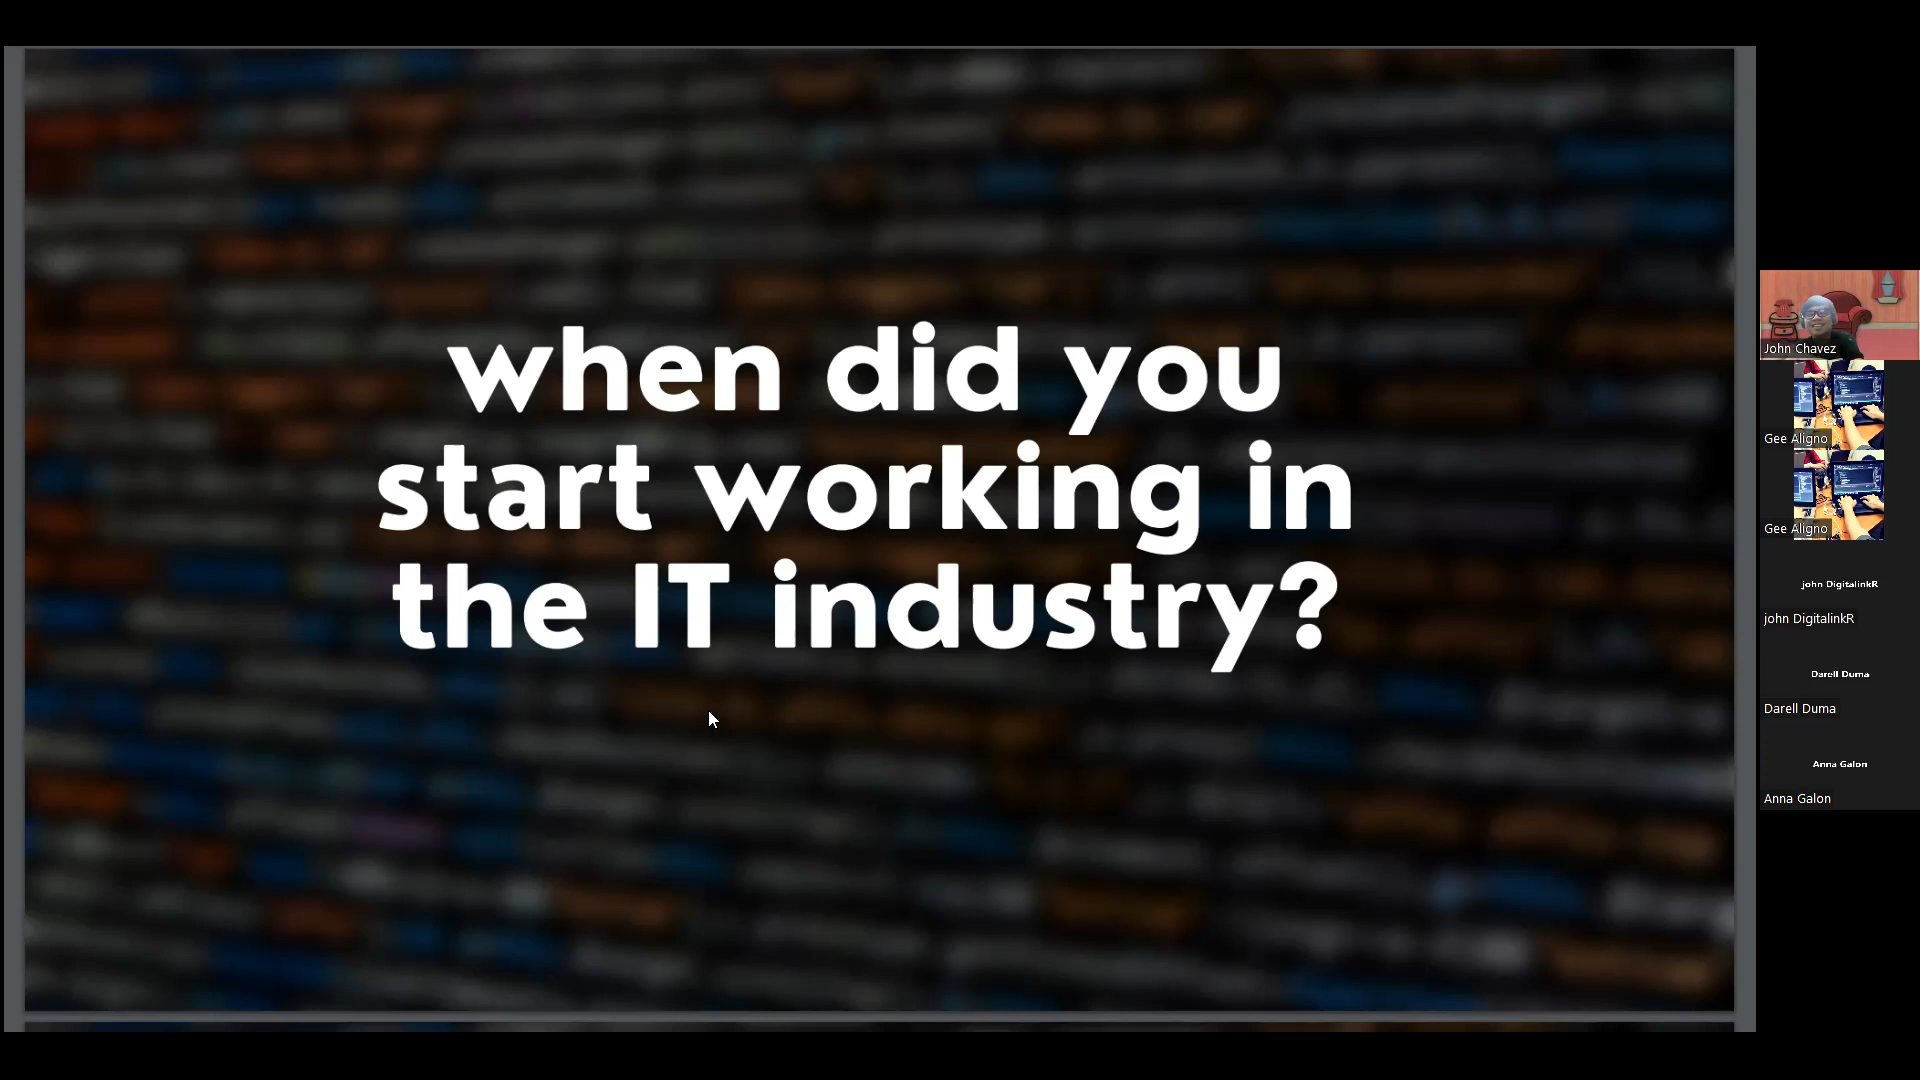 when did you
start working in
the IT industry?
John Chavez
Gee Aligno
Gee Aligno
john DigitalinkR
john DigitalinkR
Darell Duma
Darell Duma
Anna Galon
Anna Galon